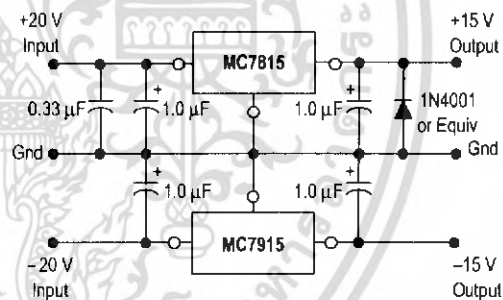 +20 V
Input
+15 V
Output
MC7815
+
+
0.33 μF
1.0 μF
1.0 μF
1N4001
or Equiv
Gnd
Gnd
+
+
1.0 μF
1.0 μF
MC7915
–20 V
Input
–15 V
Output